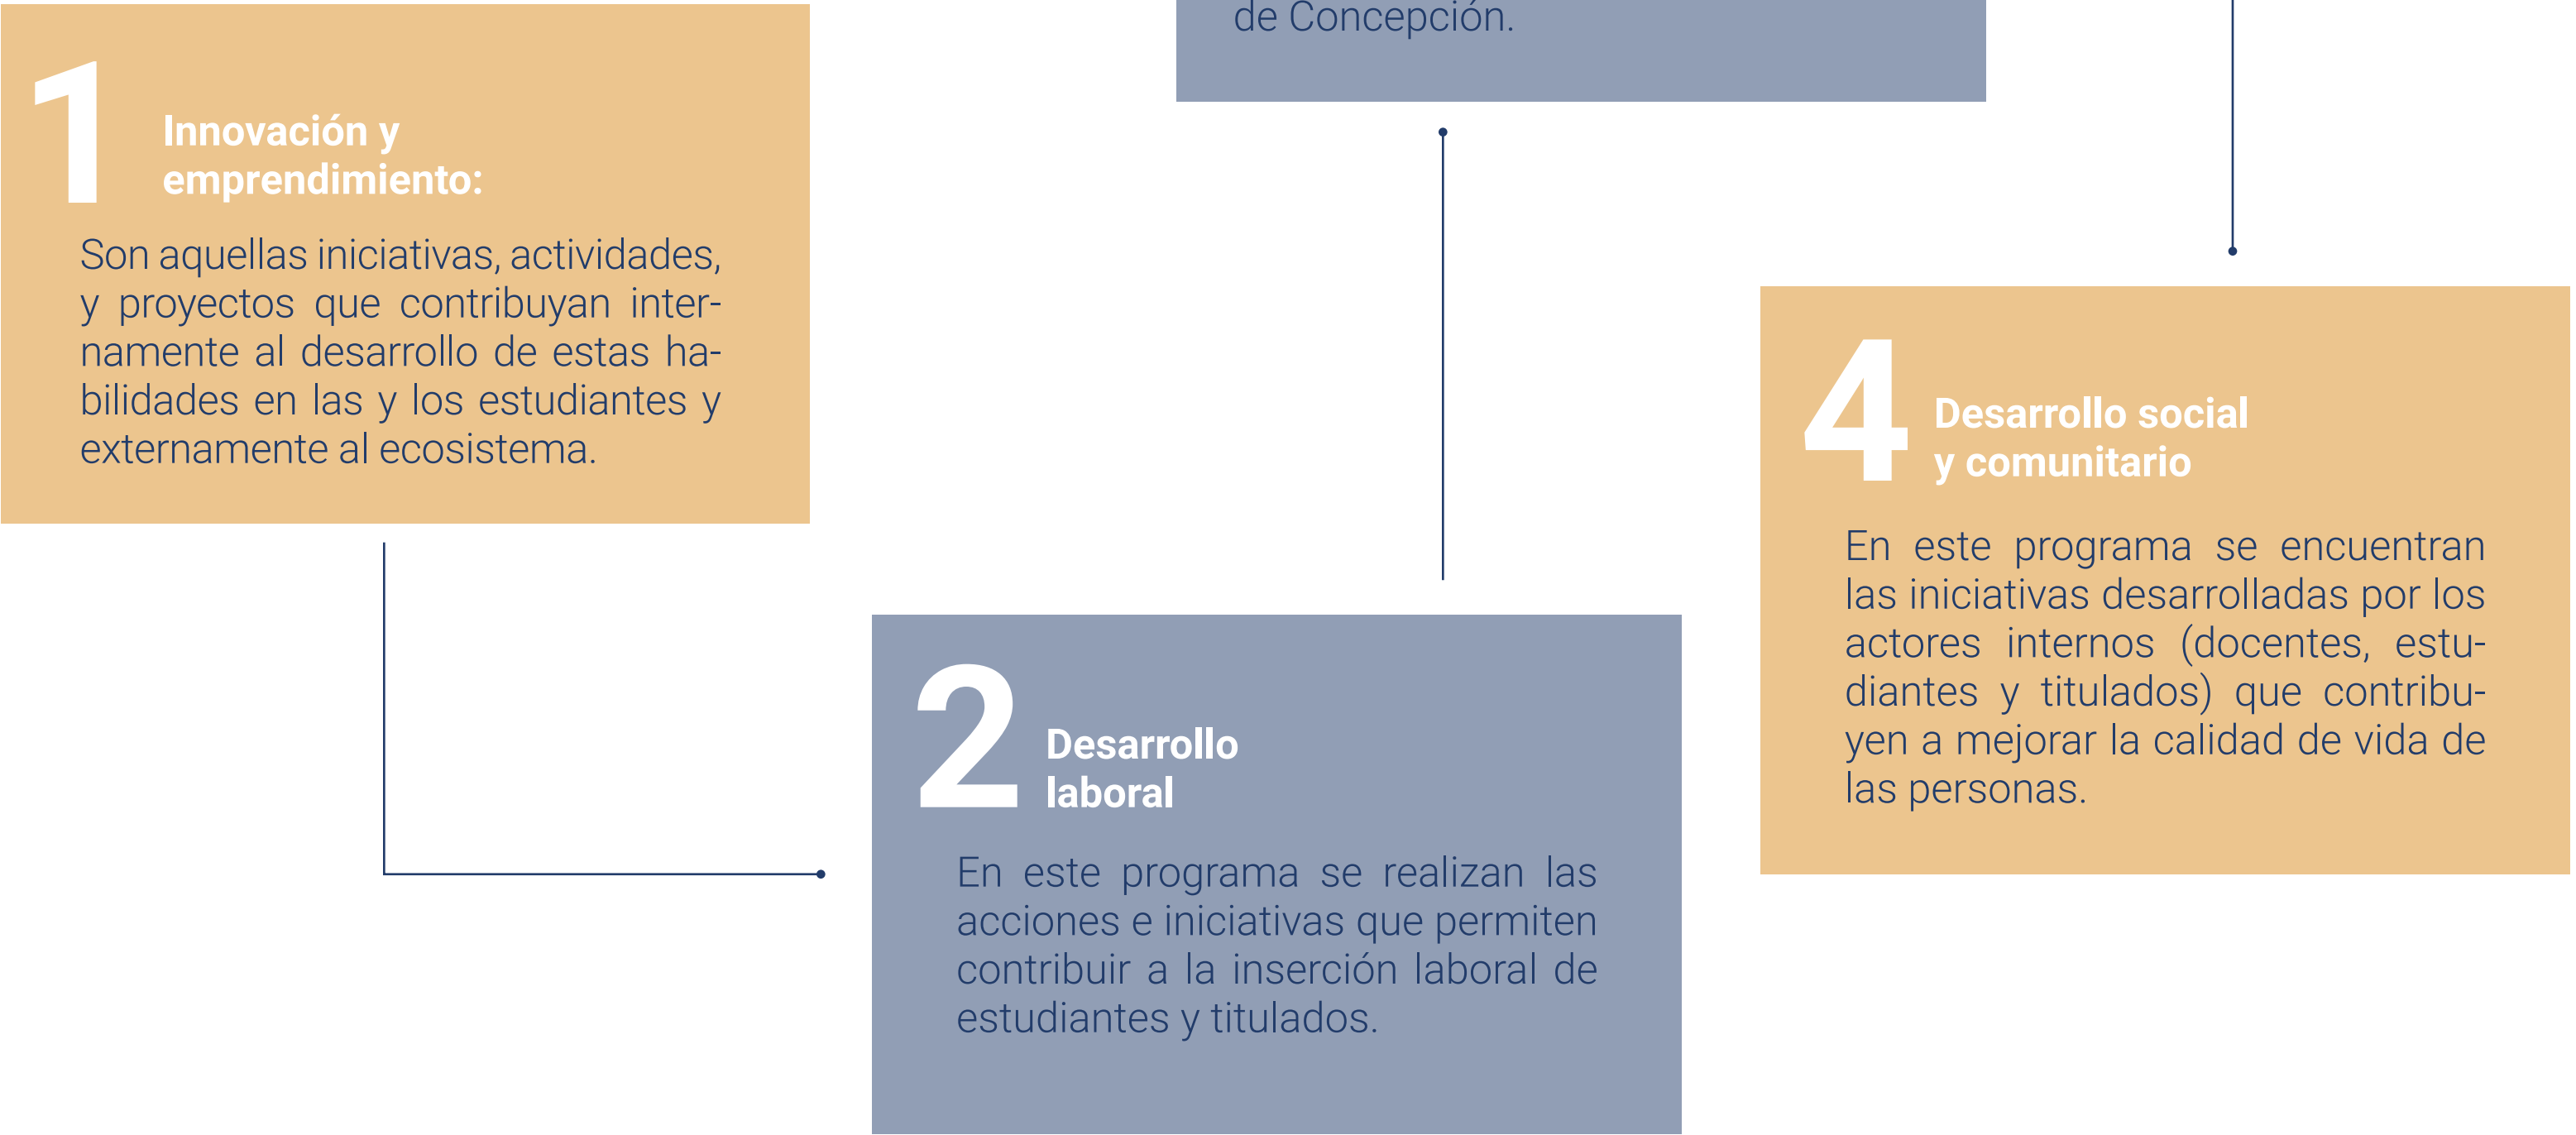 1
Innovación y
emprendimiento:
Son aquellas iniciativas, actividades,
y proyectos que contribuyan inter-
namente al desarrollo de estas ha-
bilidades en las y los estudiantes y
externamente al ecosistema.
2
Desarrollo
laboral
En este programa se realizan las
acciones e iniciativas que permiten
contribuir a la inserción laboral de
estudiantes y titulados.
de Concepción.
4
Desarrollo social
y comunitario
En este programa se encuentran
las iniciativas desarrolladas por los
actores internos (docentes, estu-
diantes y titulados) que contribu-
yen a mejorar la calidad de vida de
las personas.